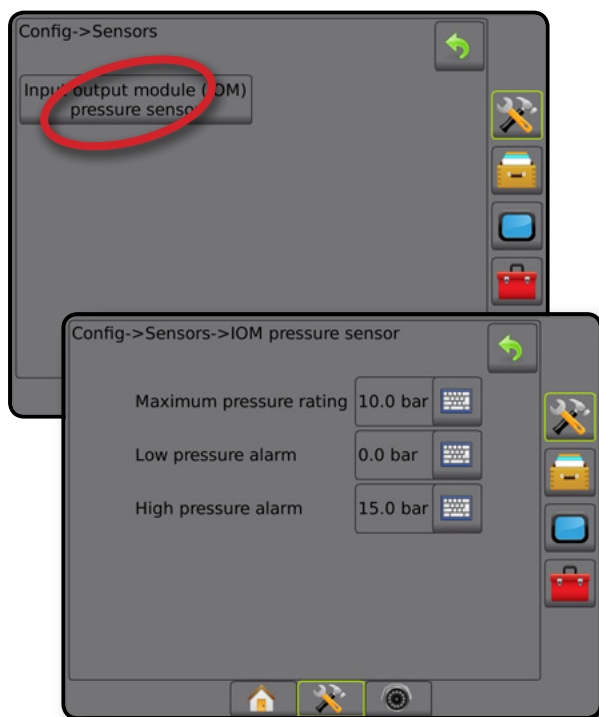 Config->Sensors
Input output module (IOM)
pressure sensor
Config->Sensors->IOM pressure sensor
Maximum pressure rating 10.0 bar
Low pressure alarm 0.0 bar
High pressure alarm 15.0 bar